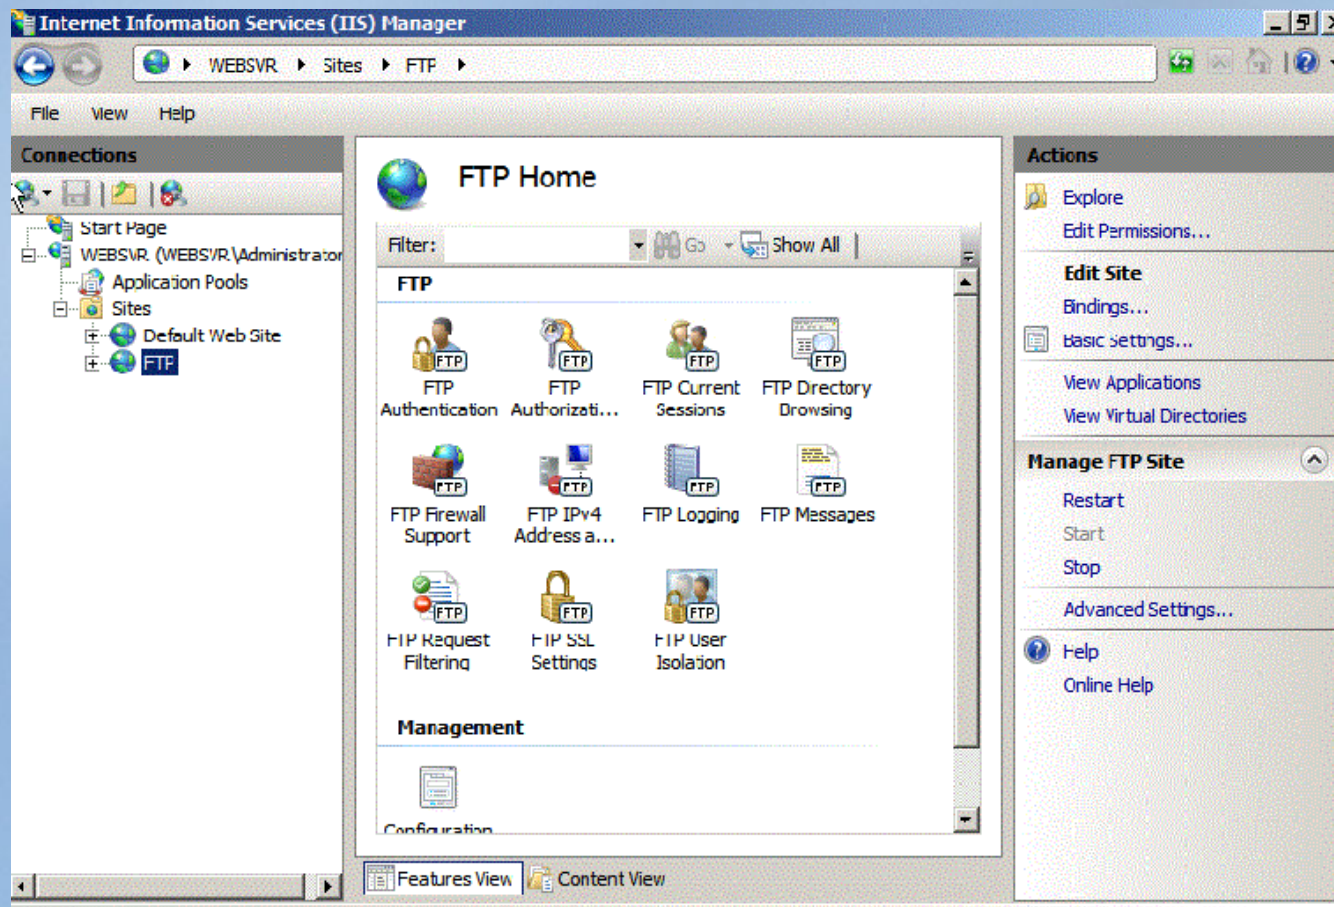 Internet Information Services (IIS) Manager
WEBSVR Sites FTP
File View Help
Connections
Start Page
WEBSVR (WEBSVR\Administrator
Application Pools
Sites
Default Web Site
FTP
FTP Home
Filter: Go Show All
FTP
FTP Authentication
FTP Authorizati...
FTP Current Sessions
FTP Directory Browsing
FTP Firewall Support
FTP IPv4 Address a...
FTP Logging
FTP Messages
FTP Request Filtering
FTP SSL Settings
FTP User Isolation
Management
Configuration
Features View Content View
Actions
Explore
Edit Permissions...
Edit Site
Bindings...
Basic Settings...
View Applications
View Virtual Directories
Manage FTP Site
Restart
Start
Stop
Advanced Settings...
Help
Online Help